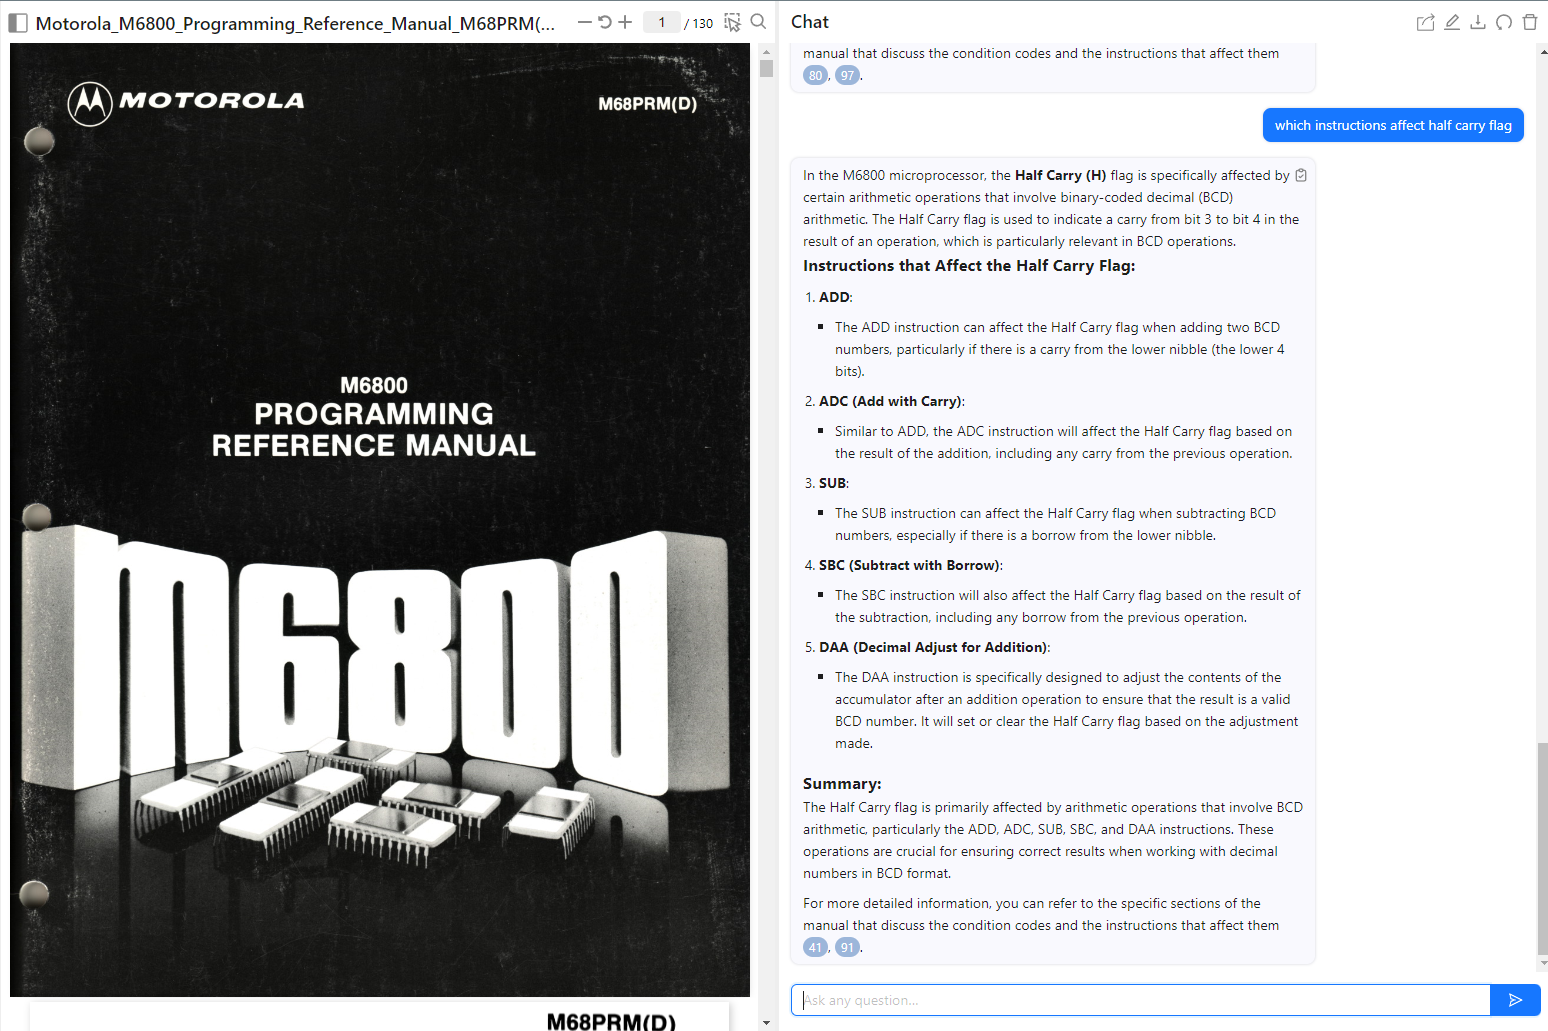 Motorola_M6800_Programming_Reference_Manual_M68PRM(...
1 / 130
MOTOROLA
M68PRM(D)
M6800
PROGRAMMING
REFERENCE MANUAL
M6800
M68PRM(D)
Chat
manual that discuss the condition codes and the instructions that affect them
80, 97.
which instructions affect half carry flag
In the M6800 microprocessor, the Half Carry (H) flag is specifically affected by
certain arithmetic operations that involve binary-coded decimal (BCD)
arithmetic. The Half Carry flag is used to indicate a carry from bit 3 to bit 4 in the
result of an operation, which is particularly relevant in BCD operations.
Instructions that Affect the Half Carry Flag:
1. ADD:
▪ The ADD instruction can affect the Half Carry flag when adding two BCD
numbers, particularly if there is a carry from the lower nibble (the lower 4
bits).
2. ADC (Add with Carry):
▪ Similar to ADD, the ADC instruction will affect the Half Carry flag based on
the result of the addition, including any carry from the previous operation.
3. SUB:
▪ The SUB instruction can affect the Half Carry flag when subtracting BCD
numbers, especially if there is a borrow from the lower nibble.
4. SBC (Subtract with Borrow):
▪ The SBC instruction will also affect the Half Carry flag based on the result of
the subtraction, including any borrow from the previous operation.
5. DAA (Decimal Adjust for Addition):
▪ The DAA instruction is specifically designed to adjust the contents of the
accumulator after an addition operation to ensure that the result is a valid
BCD number. It will set or clear the Half Carry flag based on the adjustment
made.
Summary:
The Half Carry flag is primarily affected by arithmetic operations that involve BCD
arithmetic, particularly the ADD, ADC, SUB, SBC, and DAA instructions. These
operations are crucial for ensuring correct results when working with decimal
numbers in BCD format.
For more detailed information, you can refer to the specific sections of the
manual that discuss the condition codes and the instructions that affect them
41, 91.
Ask any question...